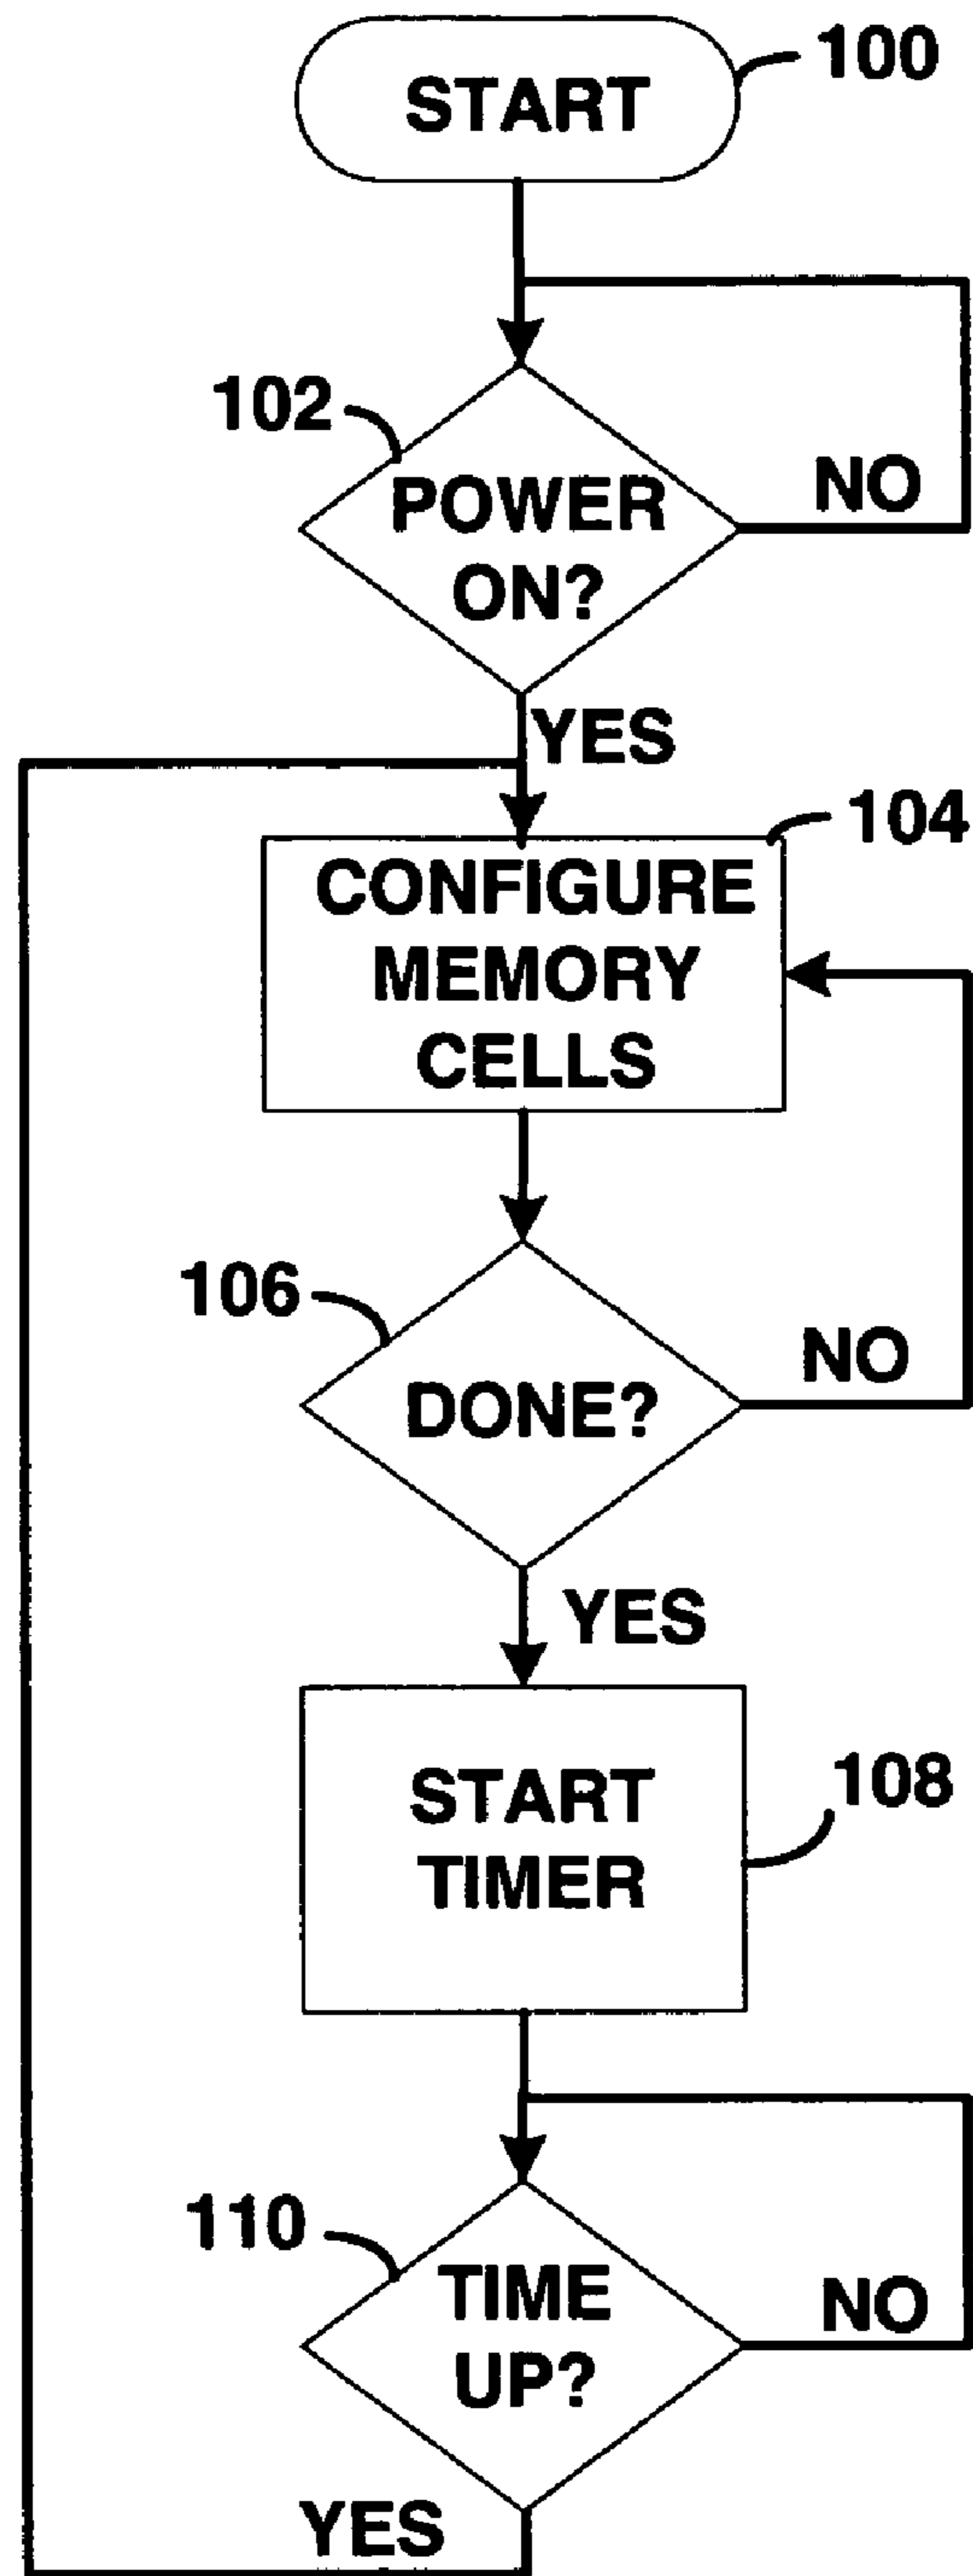 START
100
102
POWER
ON?
NO
YES
104
CONFIGURE
MEMORY
CELLS
106
DONE?
NO
YES
START
TIMER
108
110
TIME
UP?
NO
YES